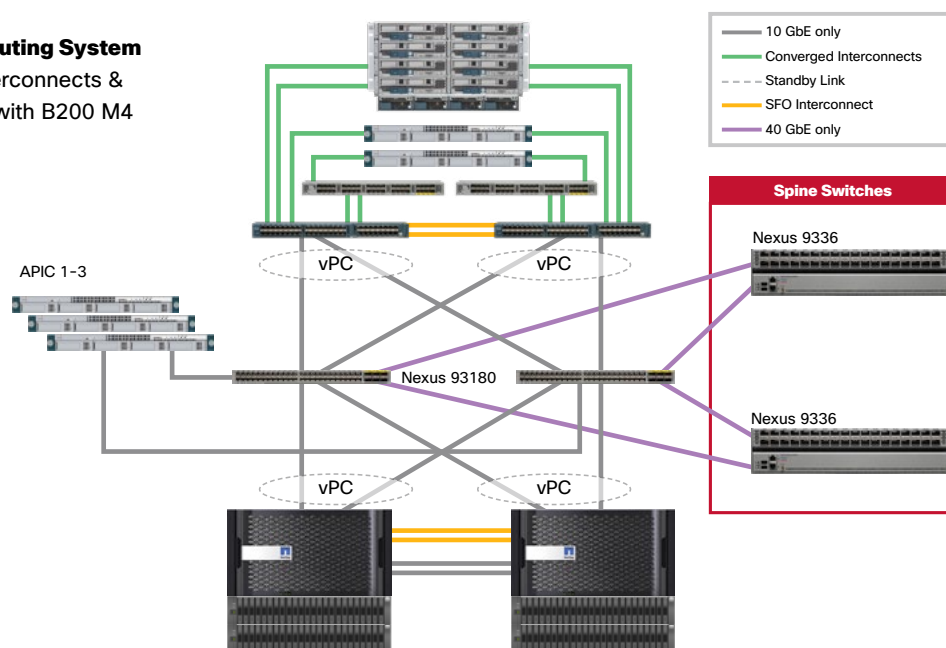 uting System
erconnects &
with B200 M4
10 GbE only
Converged Interconnects
Standby Link
SFO Interconnect
40 GbE only
Spine Switches
Nexus 9336
vPC
vPC
APIC 1-3
Nexus 93180
Nexus 9336
vPC
vPC